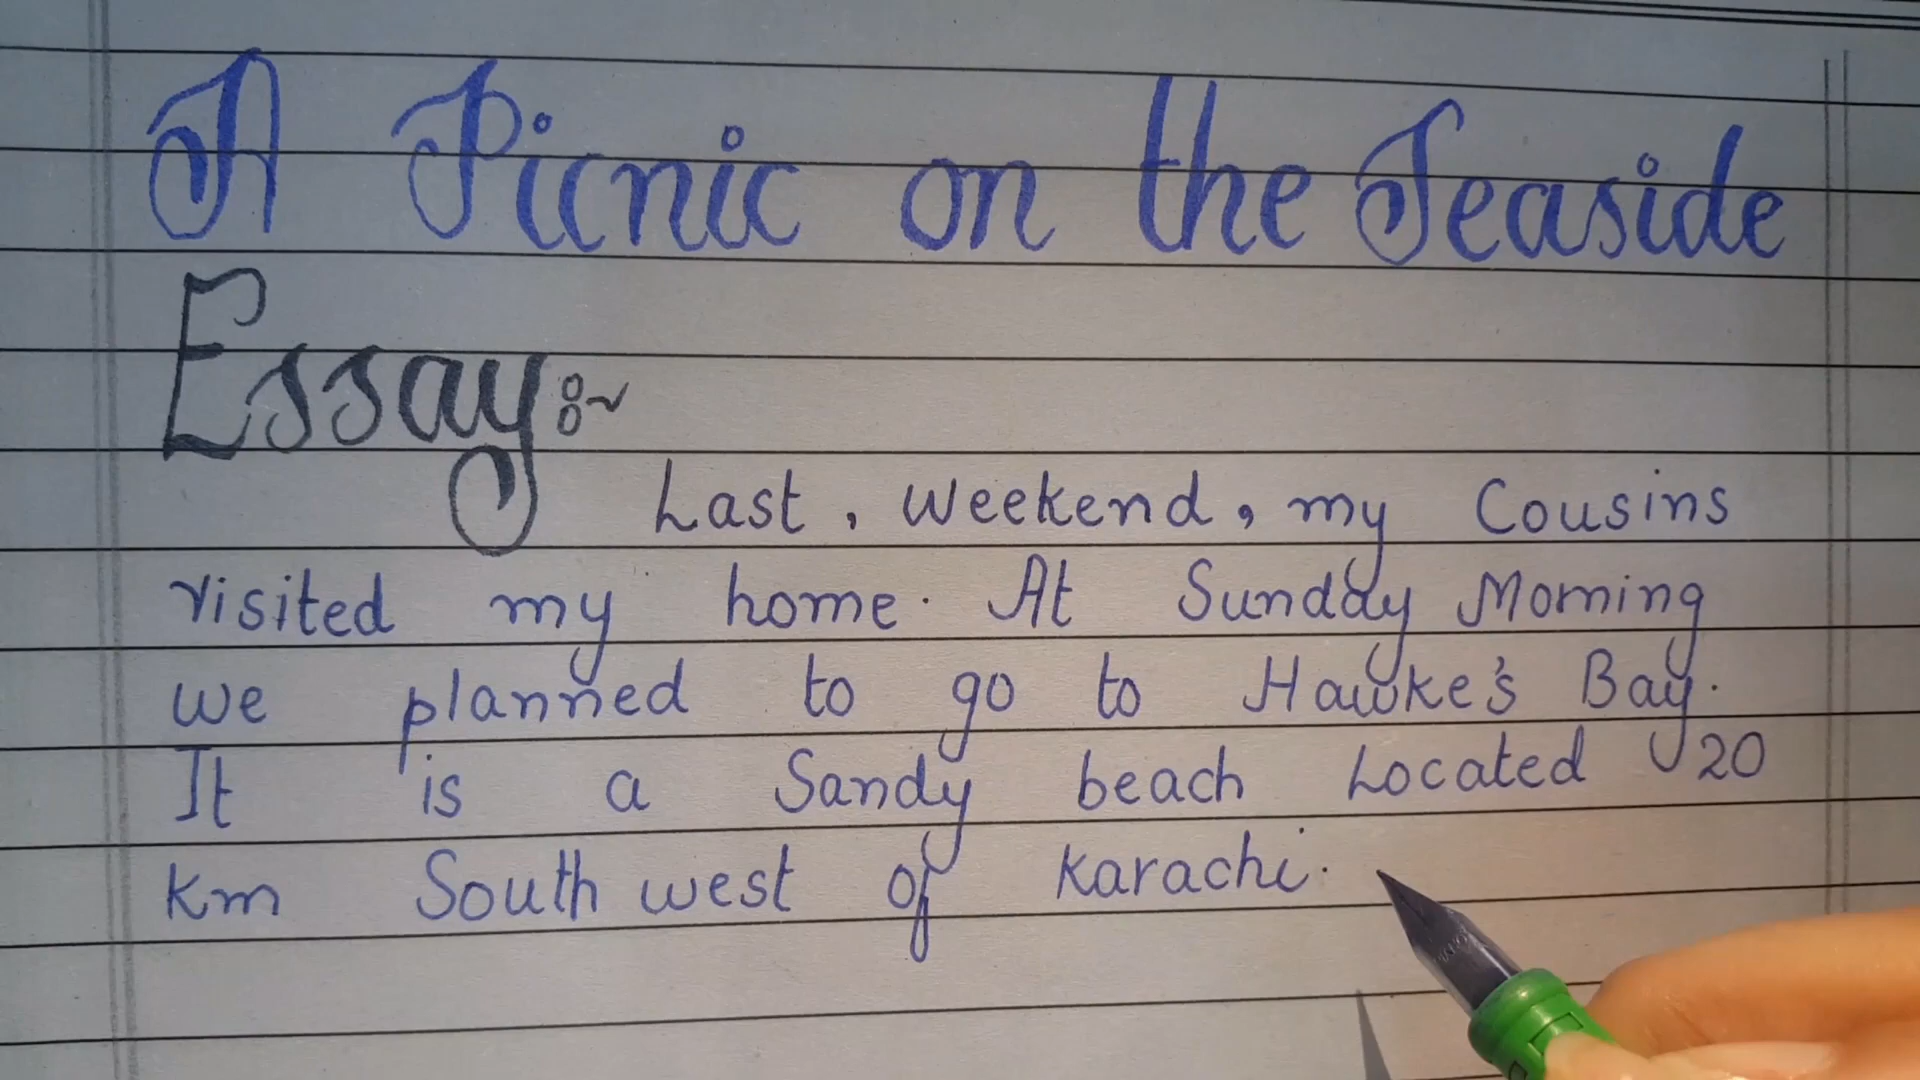 A Picnic on the Seaside
Essay:~
Last, Weekend, my Cousins
visited my home. At Sunday Morning
we planned to go to Hawke's Bay.
It is a Sandy beach Located 20
km South west of Karachi.